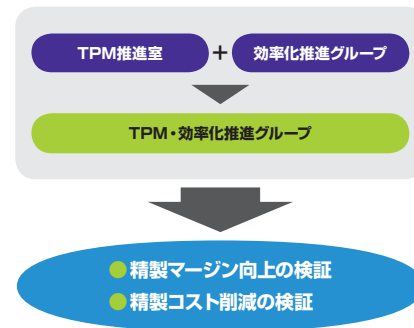 TPM推進室 + 効率化推進グループ
TPM・効率化推進グループ
●精製マージン向上の検証
●精製コスト削減の検証